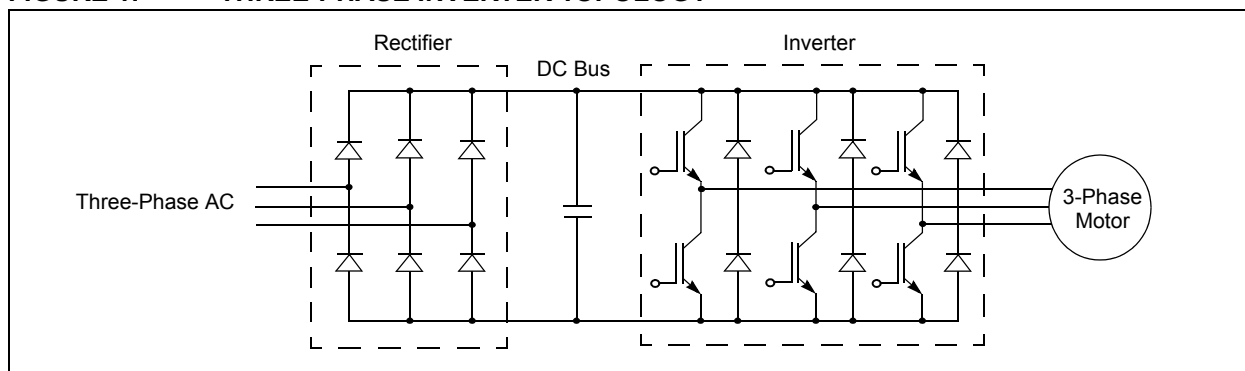 Rectifier
Inverter
DC Bus
Three-Phase AC
3-Phase
Motor